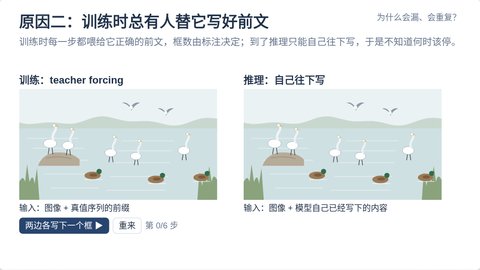 原因二：训练时总有人替它写好前文
为什么会漏、会重复?
训练时每一步都喂给它正确的前文，框数由标注决定；到了推理只能自己往下写，于是不知道何时该停。
训练：teacher forcing
推理：自己往下写
输入：图像 + 真值序列的前缀
输入：图像 + 模型自己已经写下的内容
两边各写下一个框 ▶
重来
第 0/6 步